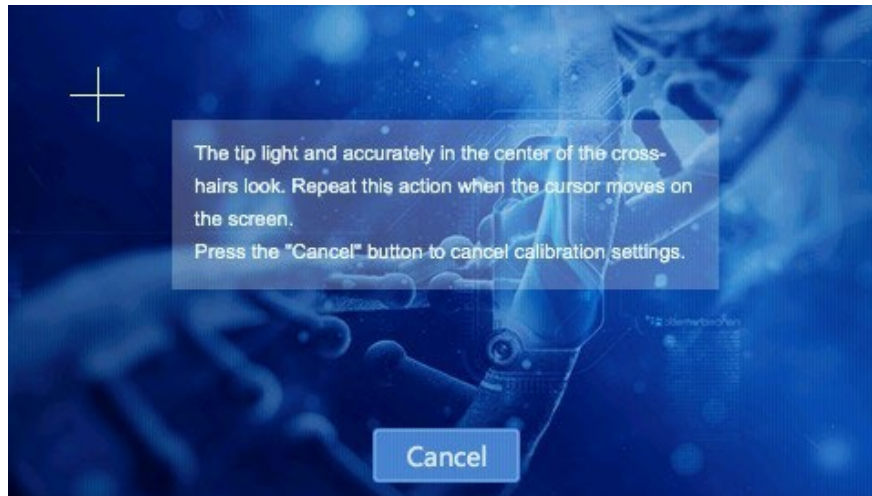 The tip light and accurately in the center of the cross-
hairs look. Repeat this action when the cursor moves on
the screen.
Press the "Cancel" button to cancel calibration settings.
Cancel